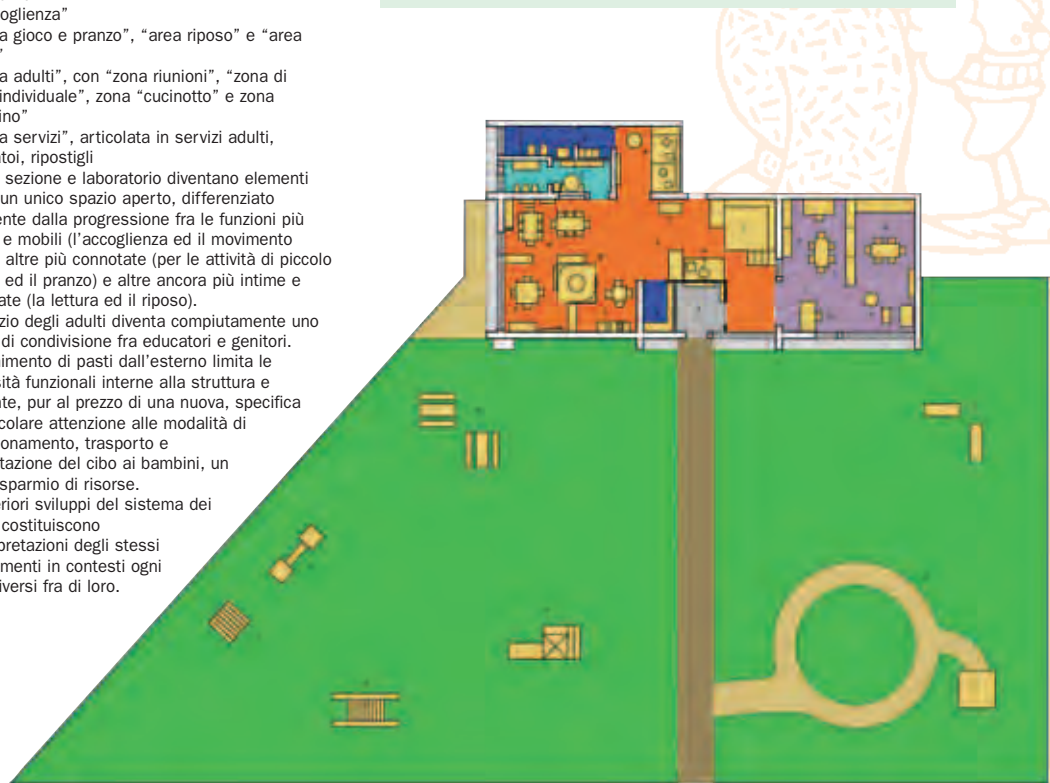 oglienza”
a gioco e pranzo”, “area riposo” e “area
”
a adulti”, con “zona riunioni”, “zona di
individuale”, zona “cucinotto” e zona
ino”
a servizi”, articolata in servizi adulti,
toi, ripostigli
sezione e laboratorio diventano elementi
un unico spazio aperto, differenziato
ente dalla progressione fra le funzioni più
e mobili (l’accoglienza ed il movimento
altre più connotate (per le attività di piccolo
ed il pranzo) e altre ancora più intime e
ate (la lettura ed il riposo).
zio degli adulti diventa compiutamente uno
di condivisione fra educatori e genitori.
nimento di pasti dall’esterno limita le
sità funzionali interne alla struttura e
te, pur al prezzo di una nuova, specifica
colare attenzione alle modalità di
onamento, trasporto e
tazione del cibo ai bambini, un
sparmio di risorse.
eriori sviluppi del sistema dei
costituiscono
pretazioni degli stessi
menti in contesti ogni
iversi fra di loro.